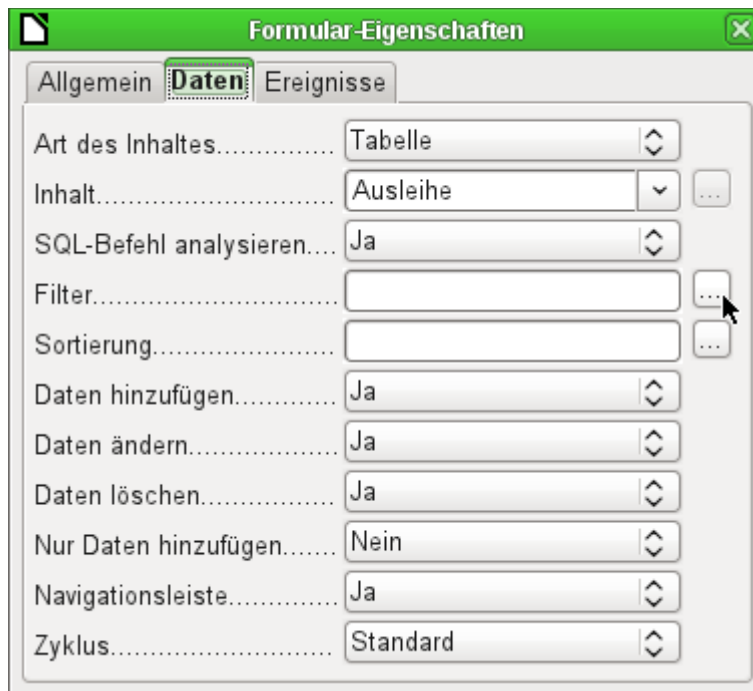 Formular-Eigenschaften
Allgemein Daten Ereignisse
Art des Inhaltes............... Tabelle
Inhalt............................... Ausleihe ...
SQL-Befehl analysieren.... Ja
Filter............................... ...
Sortierung........................ ...
Daten hinzufügen............. Ja
Daten ändern................... Ja
Daten löschen.................. Ja
Nur Daten hinzufügen....... Nein
Navigationsleiste.............. Ja
Zyklus............................. Standard